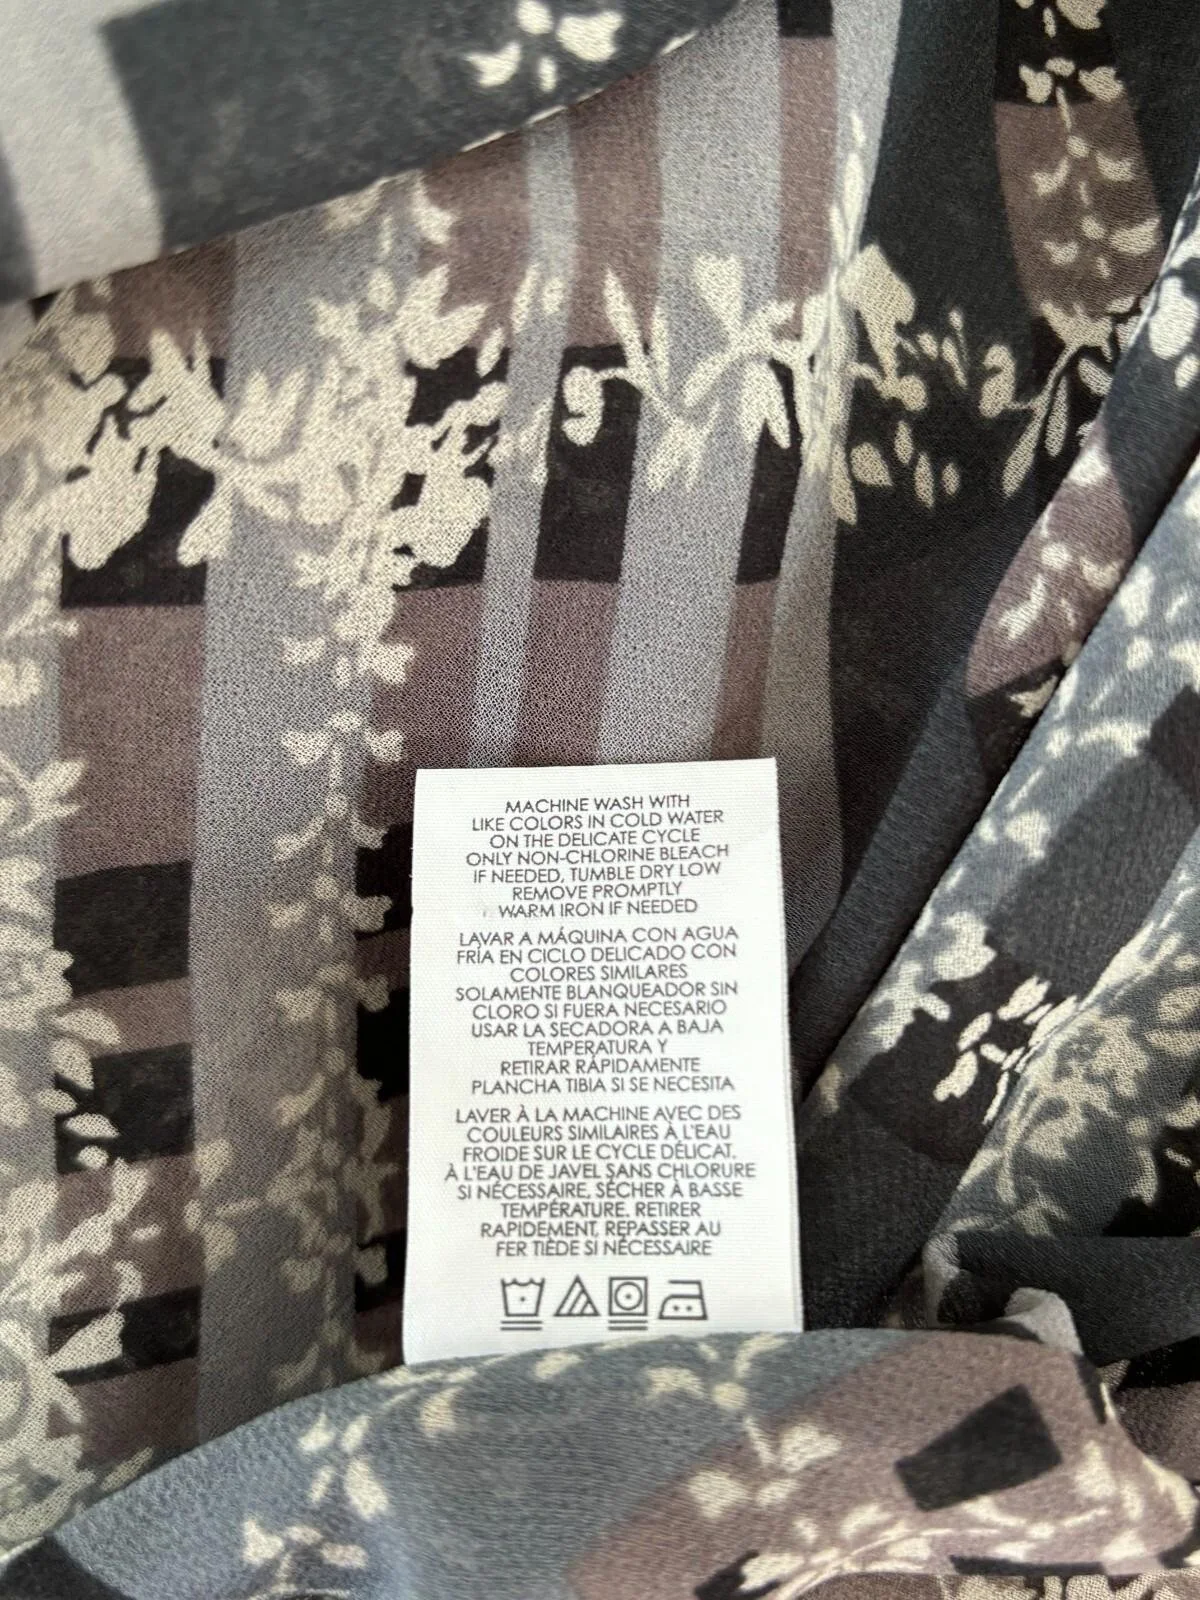 MACHINE WASH WITH
LIKE COLORS IN COLD WATER
ON THE DELICATE CYCLE
ONLY NON-CHLORINE BLEACH
IF NEEDED, TUMBLE DRY LOW
REMOVE PROMPTLY
WARM IRON IF NEEDED
LAVAR A MÁQUINA CON AGUA
FRÍA EN CICLO DELICADO CON
COLORES SIMILARES
SOLAMENTE BLANQUEADOR SIN
CLORO SI FUERA NECESARIO
USAR LA SECADORA A BAJA
TEMPERATURA Y
RETIRAR RÁPIDAMENTE
PLANCHA TIBIA SI SE NECESITA
LAVER À LA MACHINE AVEC DES
COULEURS SIMILAIRES À L'EAU
FROIDE SUR LE CYCLE DÉLICAT.
À L'EAU DE JAVEL SANS CHLORURE
SI NÉCESSAIRE, SÉCHER À BASSE
TEMPÉRATURE. RETIRER
RAPIDEMENT, REPASSER AU
FER TIÈDE SI NÉCESSAIRE